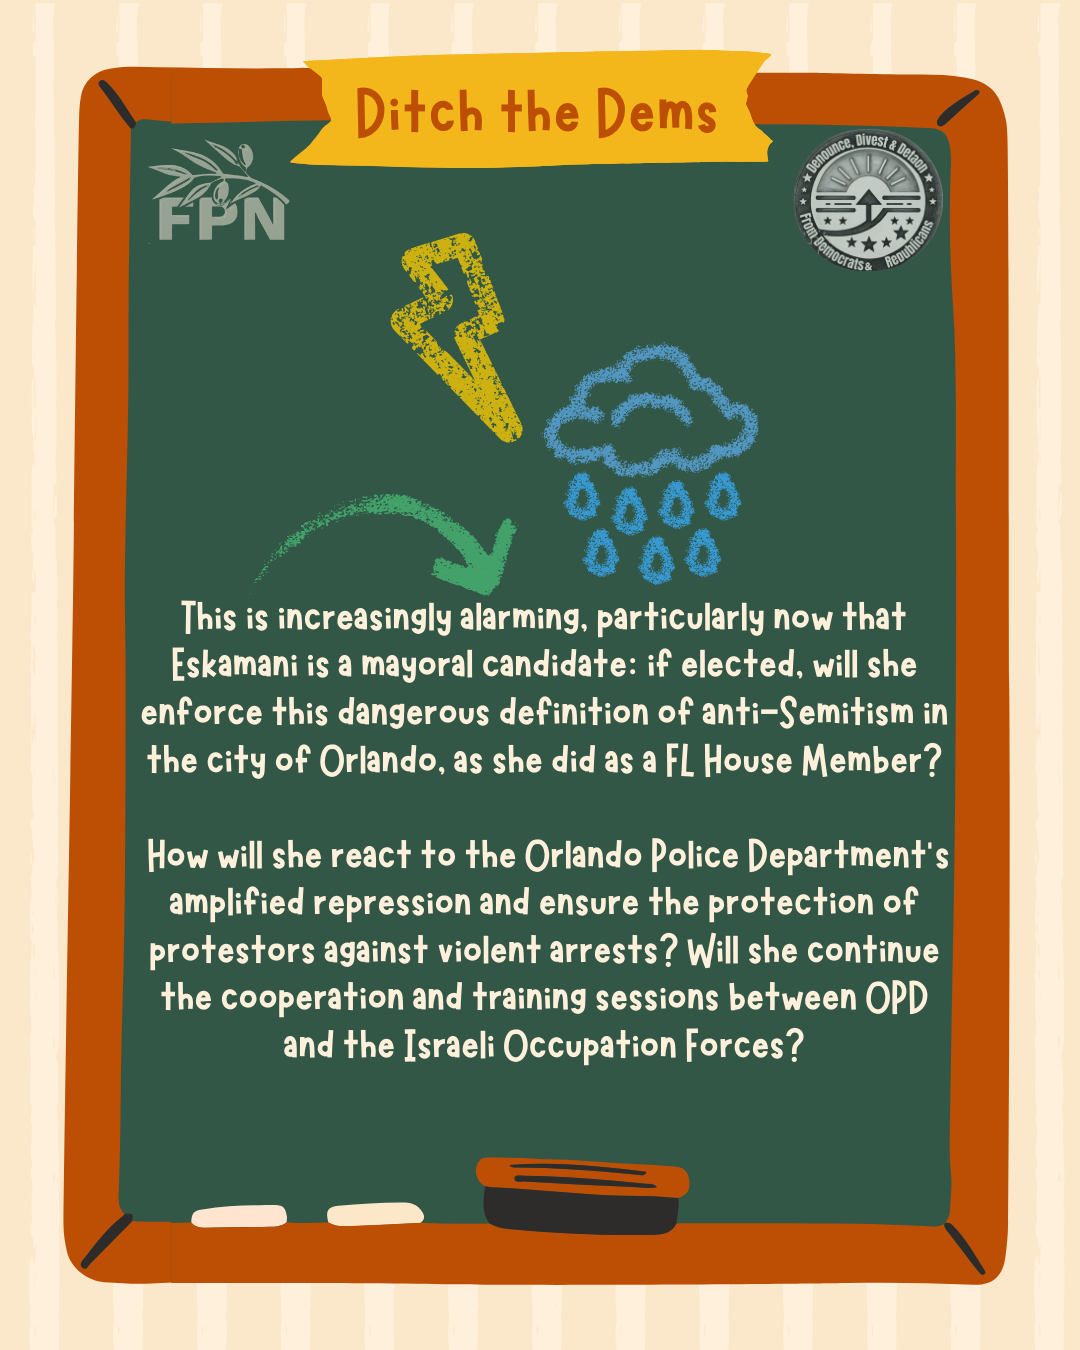 Ditch the Dems
FPN
Denounce, Divest & Detach
From Democrats & Republicans
This is increasingly alarming, particularly now that
Eskamani is a mayoral candidate: if elected, will she
enforce this dangerous definition of anti-Semitism in
the city of Orlando, as she did as a FL House Member?
How will she react to the Orlando Police Department's
amplified repression and ensure the protection of
protestors against violent arrests? Will she continue
the cooperation and training sessions between OPD
and the Israeli Occupation Forces?